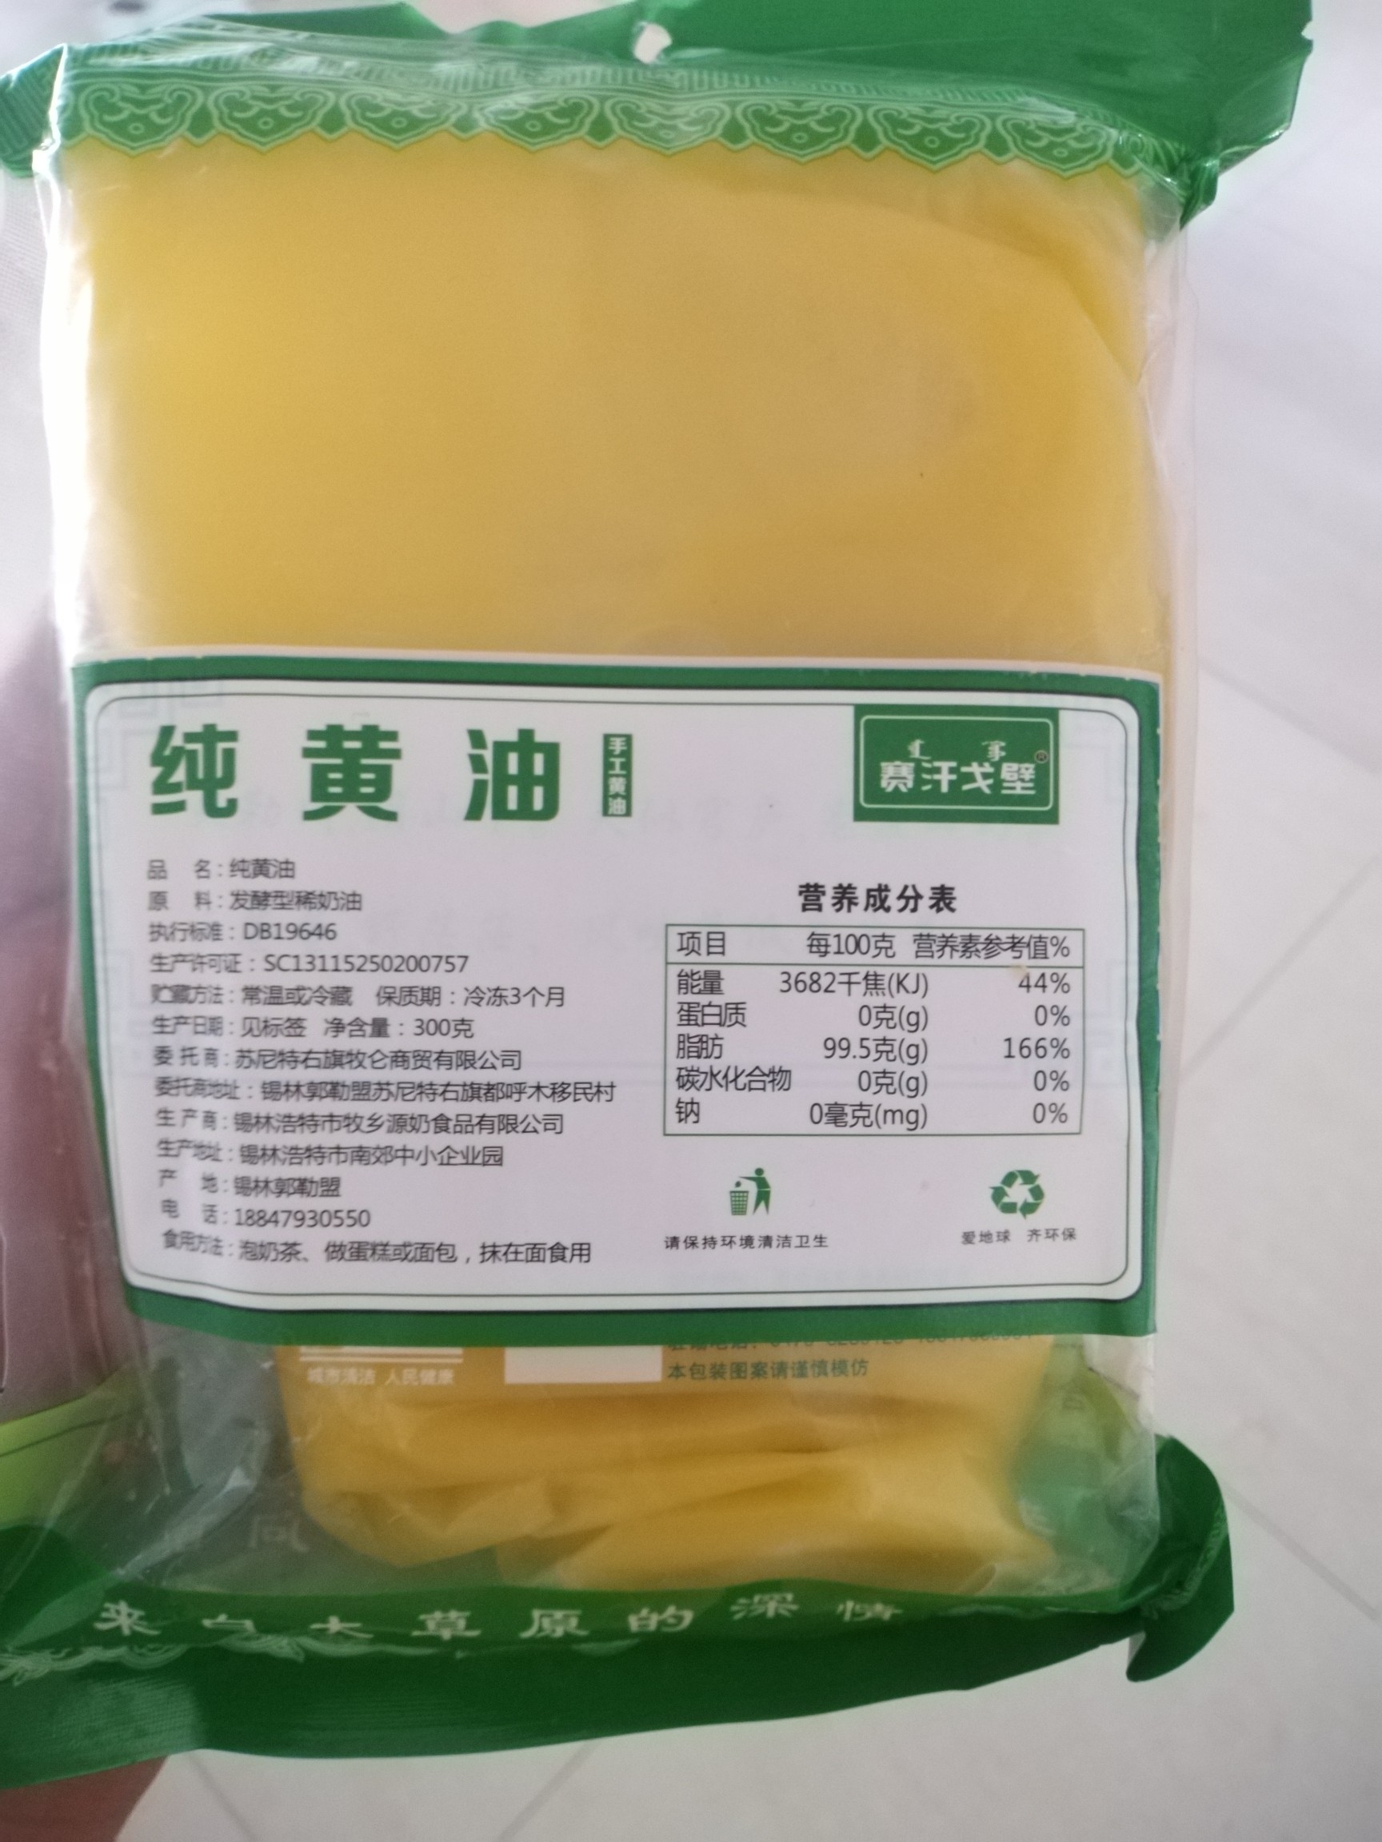 纯黄油 手工黄油
赛汗戈壁®
品 名：纯黄油
原 料：发酵型稀奶油
执行标准：DB19646
生产许可证：SC13115250200757
贮藏方法：常温或冷藏 保质期：冷冻3个月
生产日期：见标签 净含量：300克
委 托 商：苏尼特右旗牧仑商贸有限公司
委托商地址：锡林郭勒盟苏尼特右旗都呼木移民村
生 产 商：锡林浩特市牧乡源奶食品有限公司
生产地址：锡林浩特市南郊中小企业园
产 地：锡林郭勒盟
电 话：18847930550
食用方法：泡奶茶、做蛋糕或面包，抹在面食用
营养成分表
项目 每100克 营养素参考值%
能量 3682千焦(KJ) 44%
蛋白质 0克(g) 0%
脂肪 99.5克(g) 166%
碳水化合物 0克(g) 0%
钠 0毫克(mg) 0%
请保持环境清洁卫生
爱地球 齐环保
城市清洁 人民健康
本包装图案请谨慎模仿
来自大草原的深情